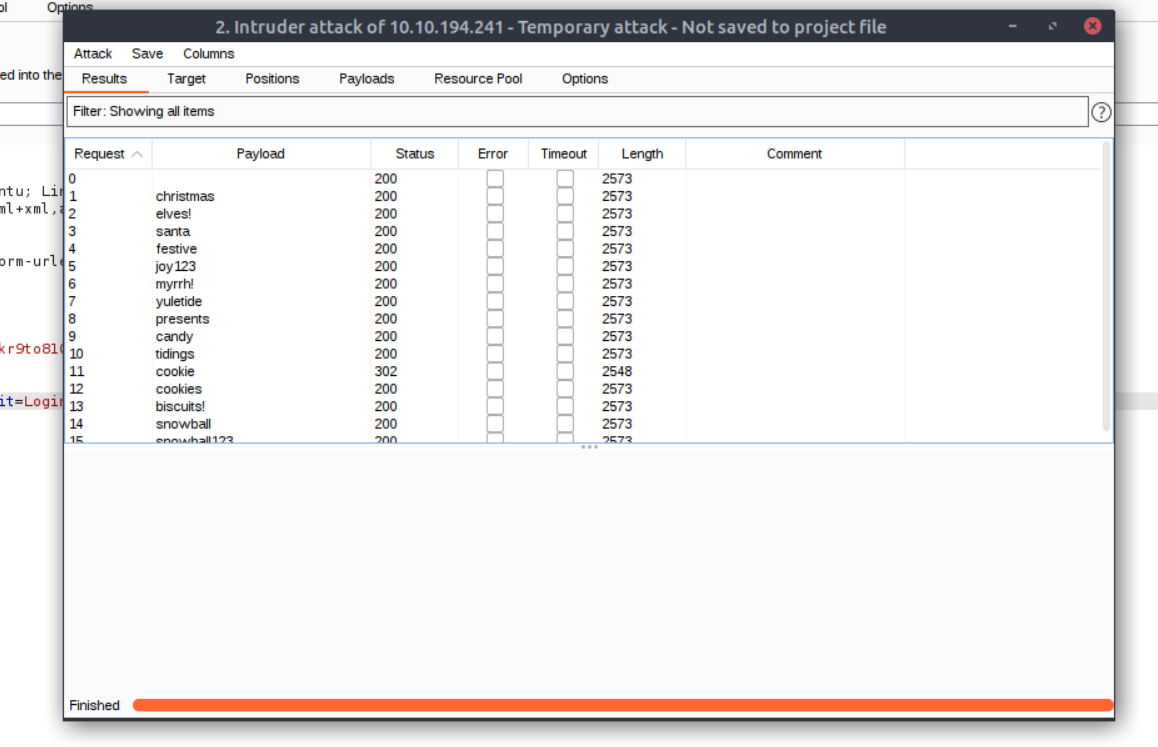 ol Options
2. Intruder attack of 10.10.194.241 - Temporary attack - Not saved to project file
Attack Save Columns
ed into the
Results Target Positions Payloads Resource Pool Options
Filter: Showing all items
?
Request Payload Status Error Timeout Length Comment
0 200 2573
ntu; Lin
1 christmas 200 2573
ml+xml,a
2 elves! 200 2573
3 santa 200 2573
4 festive 200 2573
orm-urle
5 joy123 200 2573
6 myrrh! 200 2573
7 yuletide 200 2573
8 presents 200 2573
9 candy 200 2573
kr9to81
10 tidings 200 2573
11 cookie 302 2548
12 cookies 200 2573
it=Login
13 biscuits! 200 2573
14 snowball 200 2573
15 snowball123 200 2573
Finished